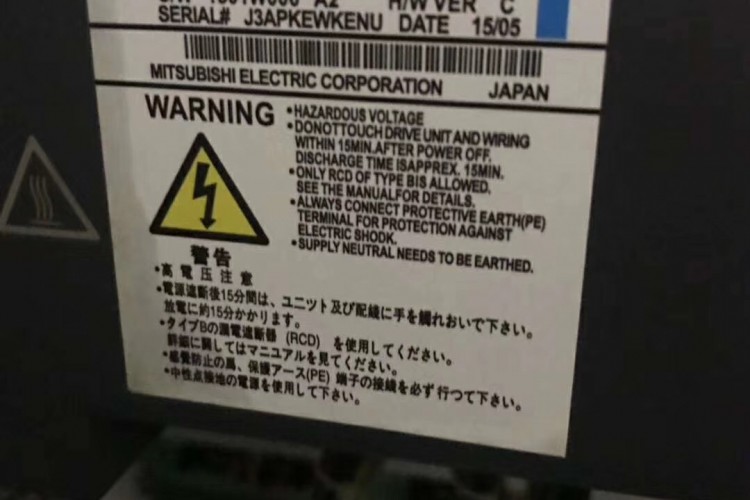 H/W VER C
SERIAL# J3APKEWKENU DATE 15/05
MITSUBISHI ELECTRIC CORPORATION JAPAN
WARNING
•HAZARDOUS VOLTAGE
•DONOTTOUCH DRIVE UNIT AND WIRING
WITHIN 15MIN.AFTER POWER OFF.
DISCHARGE TIME ISAPPREX. 15MIN.
•ONLY RCD OF TYPE BIS ALLOWED.
SEE THE MANUALFOR DETAILS.
•ALWAYS CONNECT PROTECTIVE EARTH(PE)
TERMINAL FOR PROTECTION AGAINST
ELECTRIC SHODK.
•SUPPLY NEUTRAL NEEDS TO BE EARTHED.
警告
•高電圧注意
•電源遮断後15分間は、ユニット及び配線に手を触れおいで下さい。
放電に約15分かかります。
•タイプBの漏電遮断器 (RCD) を使用してください。
詳細に関してはマニュアルを見てください。
•感電防止の爲、保護アース(PE) 端子の接線を必ず行つて下さい。
•中性点接地の電源を使用して下さい。